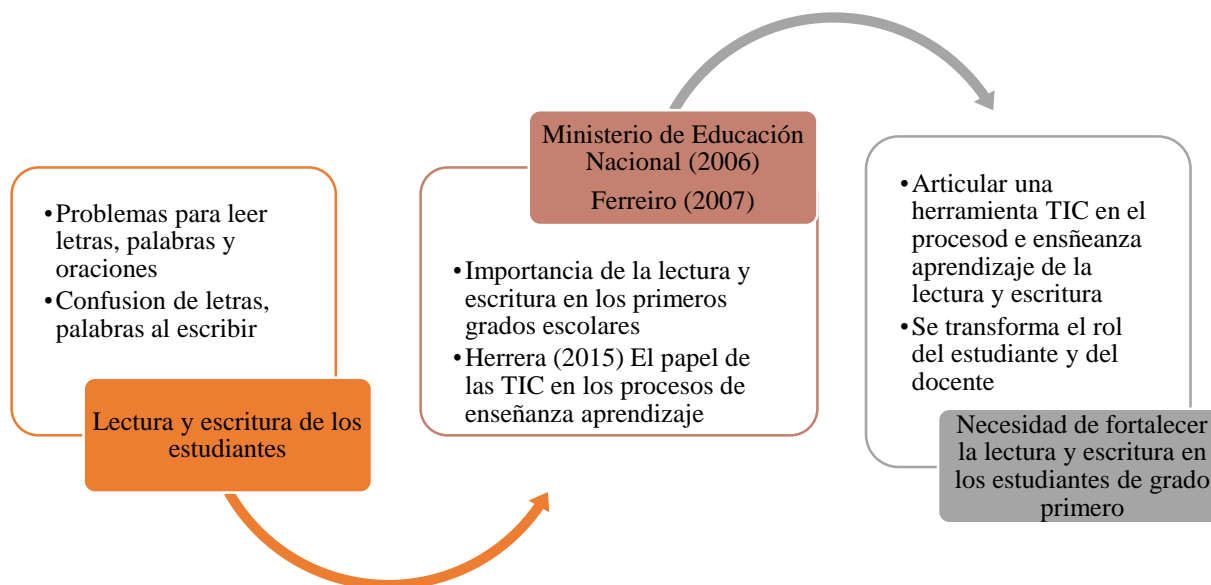 •Problemas para leer
letras, palabras y
oraciones
•Confusion de letras,
palabras al escribir
Lectura y escritura de los
estudiantes
Ministerio de Educación
Nacional (2006)
Ferreiro (2007)
•Importancia de la lectura y
escritura en los primeros
grados escolares
•Herrera (2015) El papel de
las TIC en los procesos de
enseñanza aprendizaje
•Articular una
herramienta TIC en el
procesod e ensñeanza
aprendizaje de la
lectura y escritura
•Se transforma el rol
del estudiante y del
docente
Necesidad de fortalecer
la lectura y escritura en
los estudiantes de grado
primero